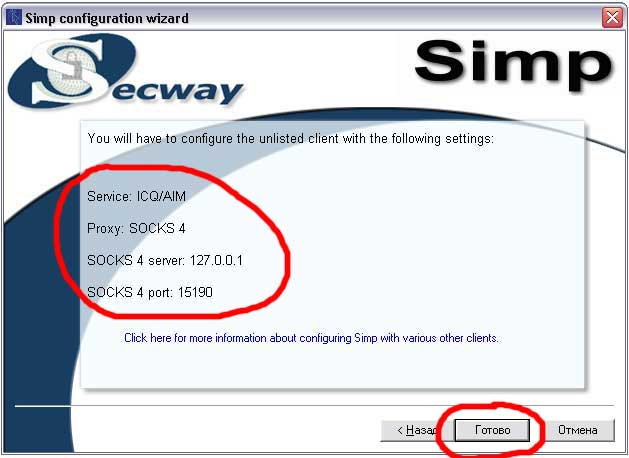 Simp configuration wizard
Secway
Simp
You will have to configure the unlisted client with the following settings:
Service: ICQ/AIM
Proxy: SOCKS 4
SOCKS 4 server: 127.0.0.1
SOCKS 4 port: 15190
Click here for more information about configuring Simp with various other clients.
< Назад
Готово
Отмена